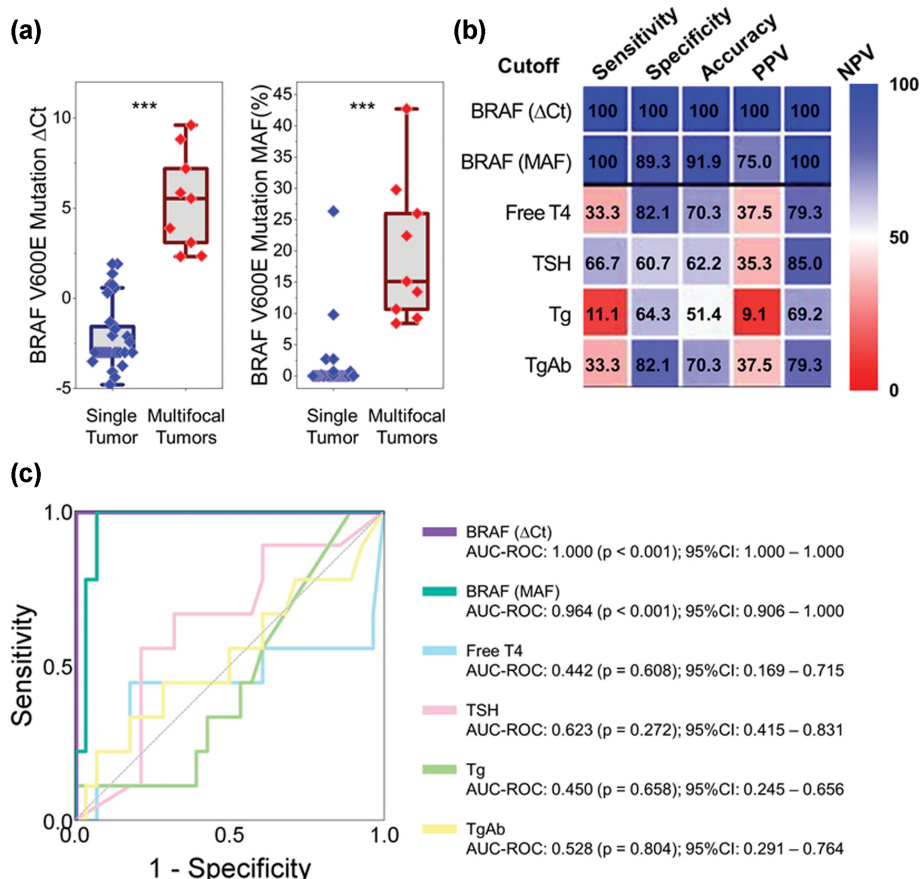 (a)
BRAF V600E Mutation ΔCt
10
5
0
-5
***
Single
Tumor
Multifocal
Tumors
BRAF V600E Mutation MAF(%)
45
40
35
30
25
20
15
10
5
0
***
Single
Tumor
Multifocal
Tumors
(b)
Cutoff Sensitivity Specificity Accuracy PPV NPV
BRAF (ΔCt) 100 100 100 100 100
BRAF (MAF) 100 89.3 91.9 75.0 100
Free T4 33.3 82.1 70.3 37.5 79.3
TSH 66.7 60.7 62.2 35.3 85.0
Tg 11.1 64.3 51.4 9.1 69.2
TgAb 33.3 82.1 70.3 37.5 79.3
100
50
0
(c)
Sensitivity
1.0
0.5
0.0
0.0 0.5 1.0
1 - Specificity
BRAF (ΔCt)
AUC-ROC: 1.000 (p < 0.001); 95%CI: 1.000 – 1.000
BRAF (MAF)
AUC-ROC: 0.964 (p < 0.001); 95%CI: 0.906 – 1.000
Free T4
AUC-ROC: 0.442 (p = 0.608); 95%CI: 0.169 – 0.715
TSH
AUC-ROC: 0.623 (p = 0.272); 95%CI: 0.415 – 0.831
Tg
AUC-ROC: 0.450 (p = 0.658); 95%CI: 0.245 – 0.656
TgAb
AUC-ROC: 0.528 (p = 0.804); 95%CI: 0.291 – 0.764